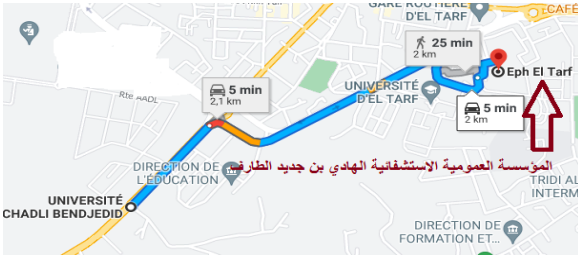 GARE ROUTIÈRE
D'EL TARF
CAFÉ
25 min
2 km
Eph El Tarf
5 min
2,1 km
Rte AADL
UNIVERSITÉ
D'EL TARF
5 min
2 km
المؤسسة العمومية الاستشفائية الهادي بن جديد الطارف
DIRECTION DE
L'ÉDUCATION
TRIDI AL
INTERM
UNIVERSITÉ
CHADLI BENDJEDID
DIRECTION DE
FORMATION ET...